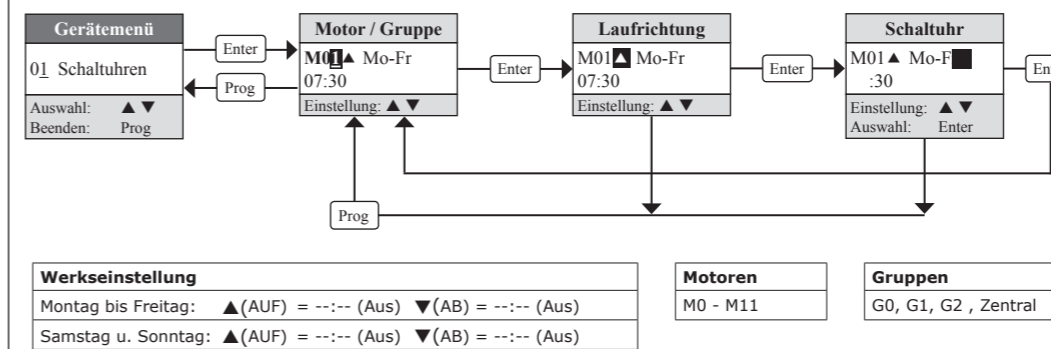 Gerätemenü
01 Schaltuhren
Auswahl: ▲ ▼
Beenden: Prog
Enter
Prog
Motor / Gruppe
M01▲ Mo-Fr
07:30
Einstellung: ▲ ▼
Enter
Laufrichtung
M01▲ Mo-Fr
07:30
Einstellung: ▲ ▼
Enter
Schaltuhr
M01▲ Mo-F
:30
Einstellung: ▲ ▼
Auswahl: Enter
Prog
Werkseinstellung
Montag bis Freitag: ▲(AUF) = --:-- (Aus) ▼(AB) = --:-- (Aus)
Samstag u. Sonntag: ▲(AUF) = --:-- (Aus) ▼(AB) = --:-- (Aus)
Motoren
M0 - M11
Gruppen
G0, G1, G2 , Zentral